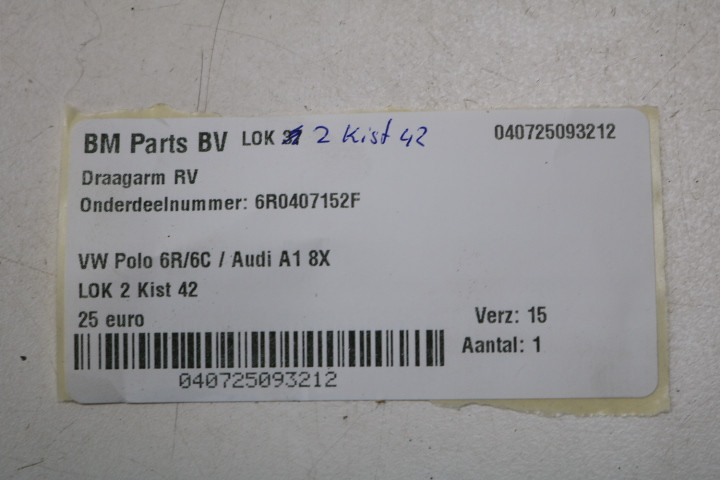 BM Parts BV LOK 2 Kist 42 040725093212
Draagarm RV
Onderdeelnummer: 6R0407152F
VW Polo 6R/6C / Audi A1 8X
LOK 2 Kist 42
25 euro Verz: 15
Aantal: 1
040725093212